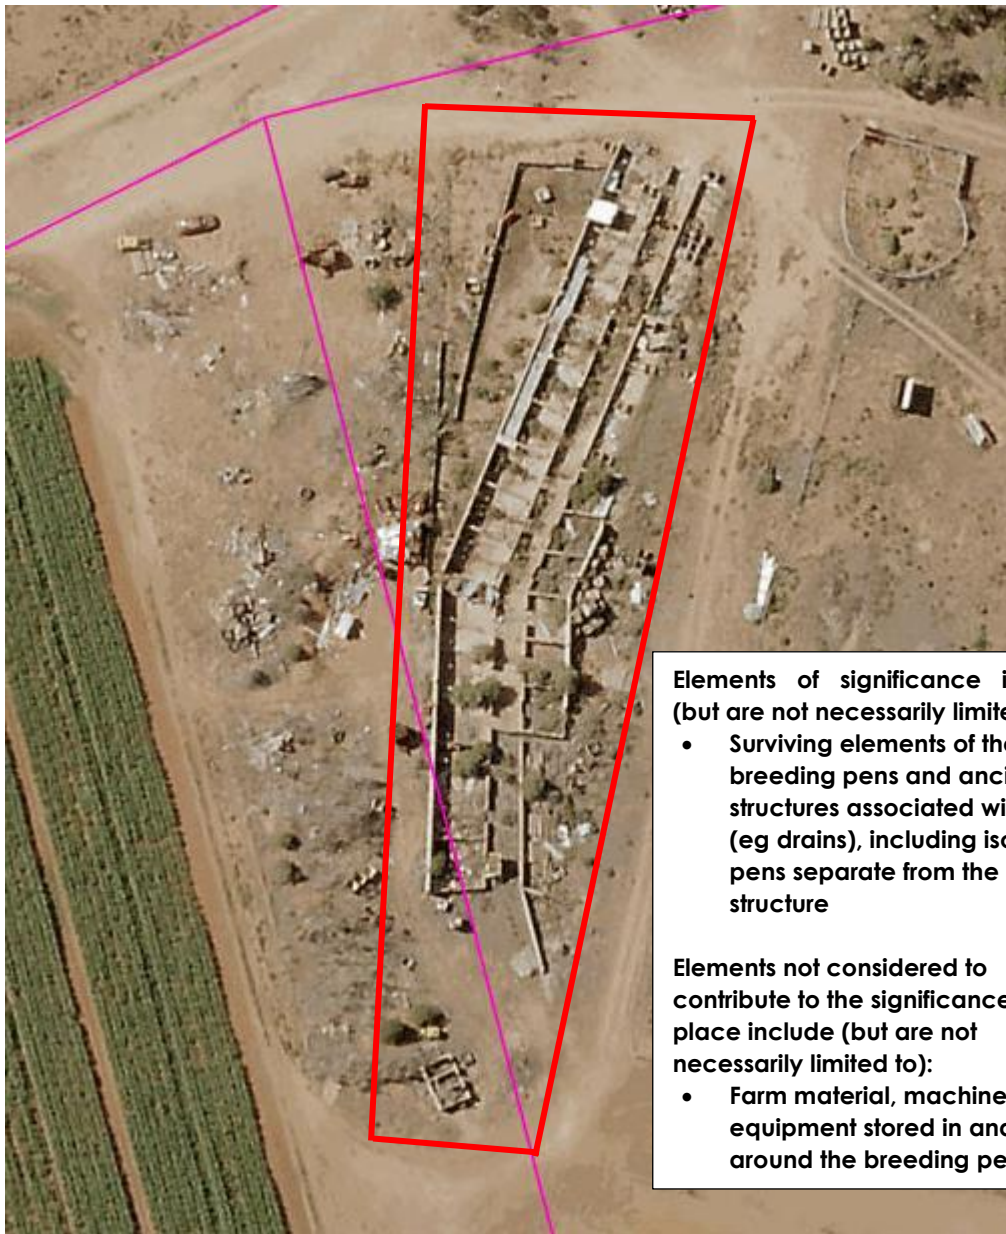 Elements of significance i
(but are not necessarily limite
• Surviving elements of the
breeding pens and anci
structures associated wi
(eg drains), including iso
pens separate from the
structure
Elements not considered to
contribute to the significance
place include (but are not
necessarily limited to):
• Farm material, machine
equipment stored in and
around the breeding pe